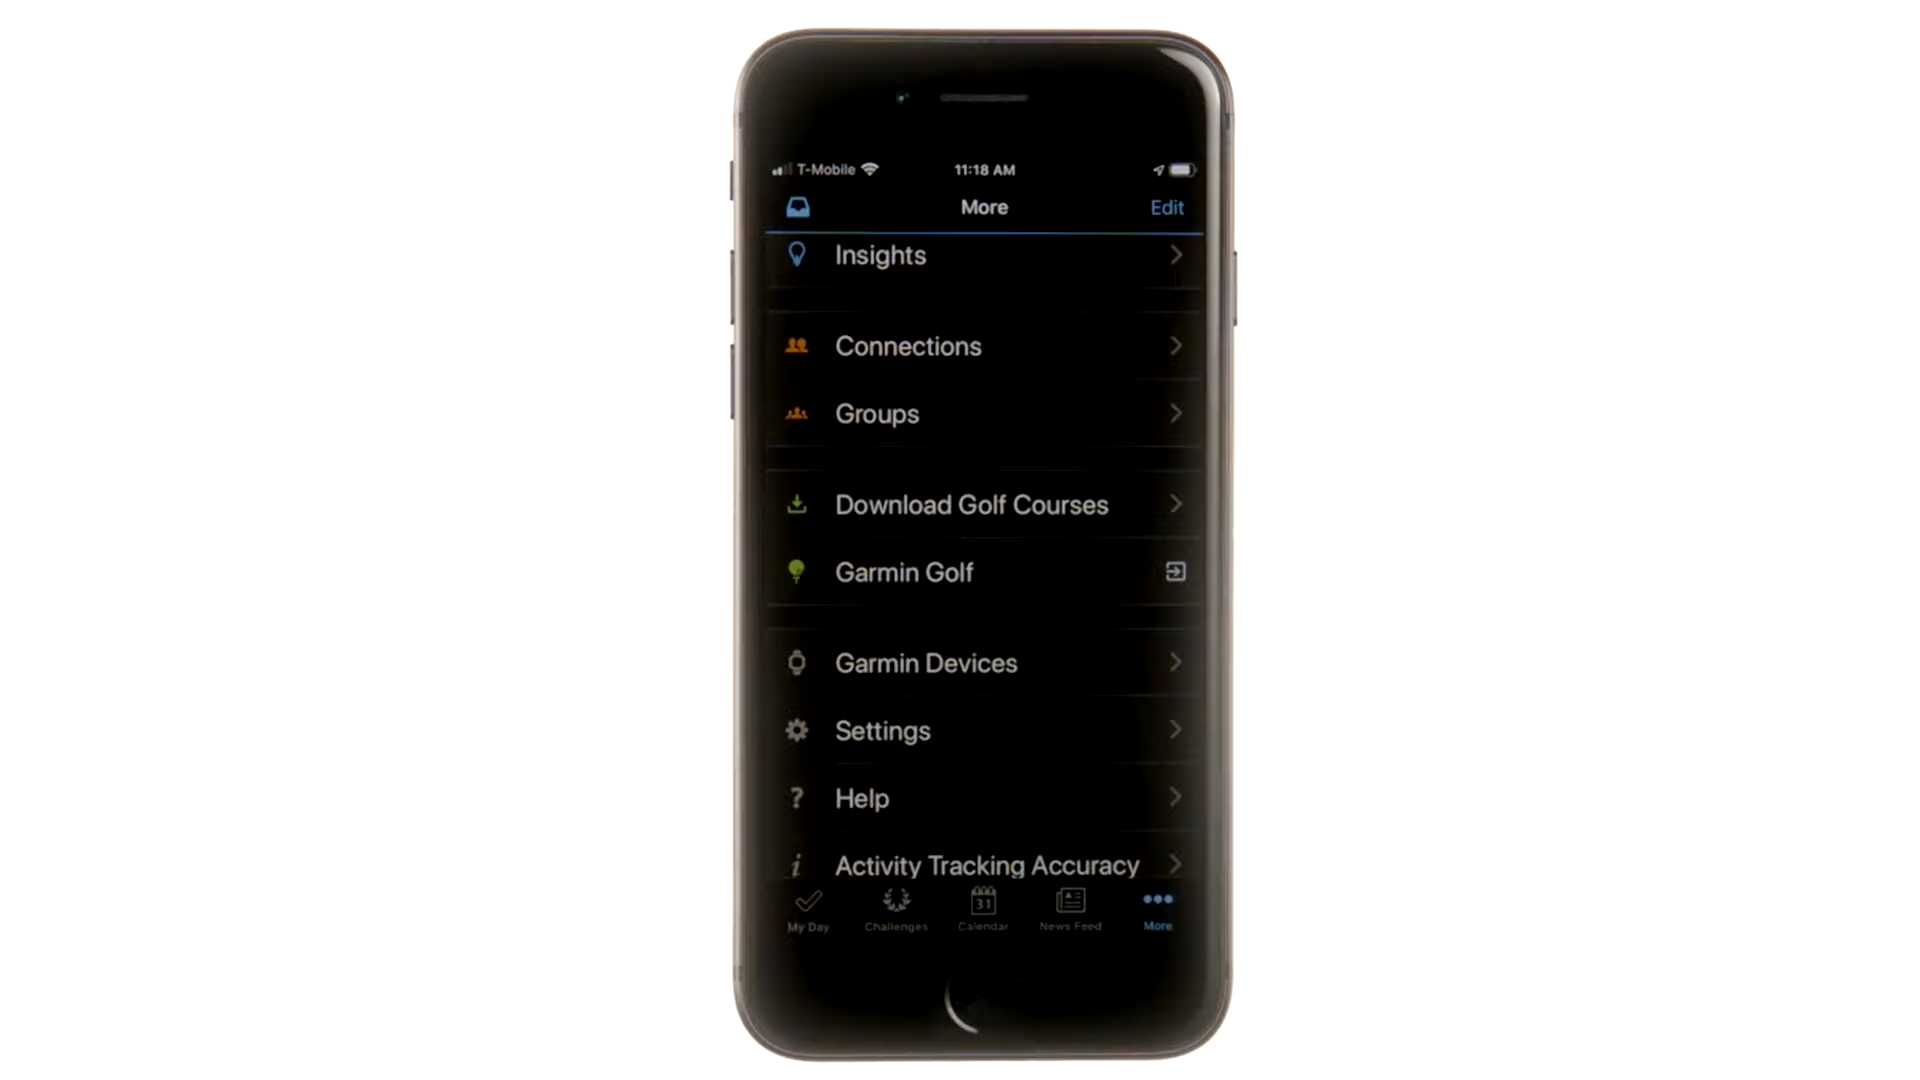 T-Mobile 11:18 AM
More Edit
Insights
Connections
Groups
Download Golf Courses
Garmin Golf
Garmin Devices
Settings
? Help
i Activity Tracking Accuracy
31
My Day Challenges Calendar News Feed More